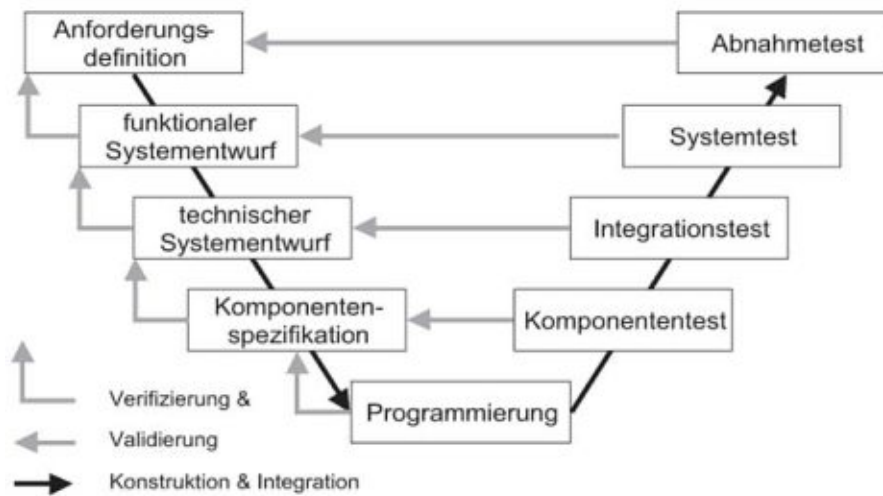 Anforderungs-
definition
Abnahmetest
funktionaler
Systementwurf
Systemtest
technischer
Systementwurf
Integrationstest
Komponenten-
spezifikation
Komponententest
Programmierung
Verifizierung &
Validierung
Konstruktion & Integration